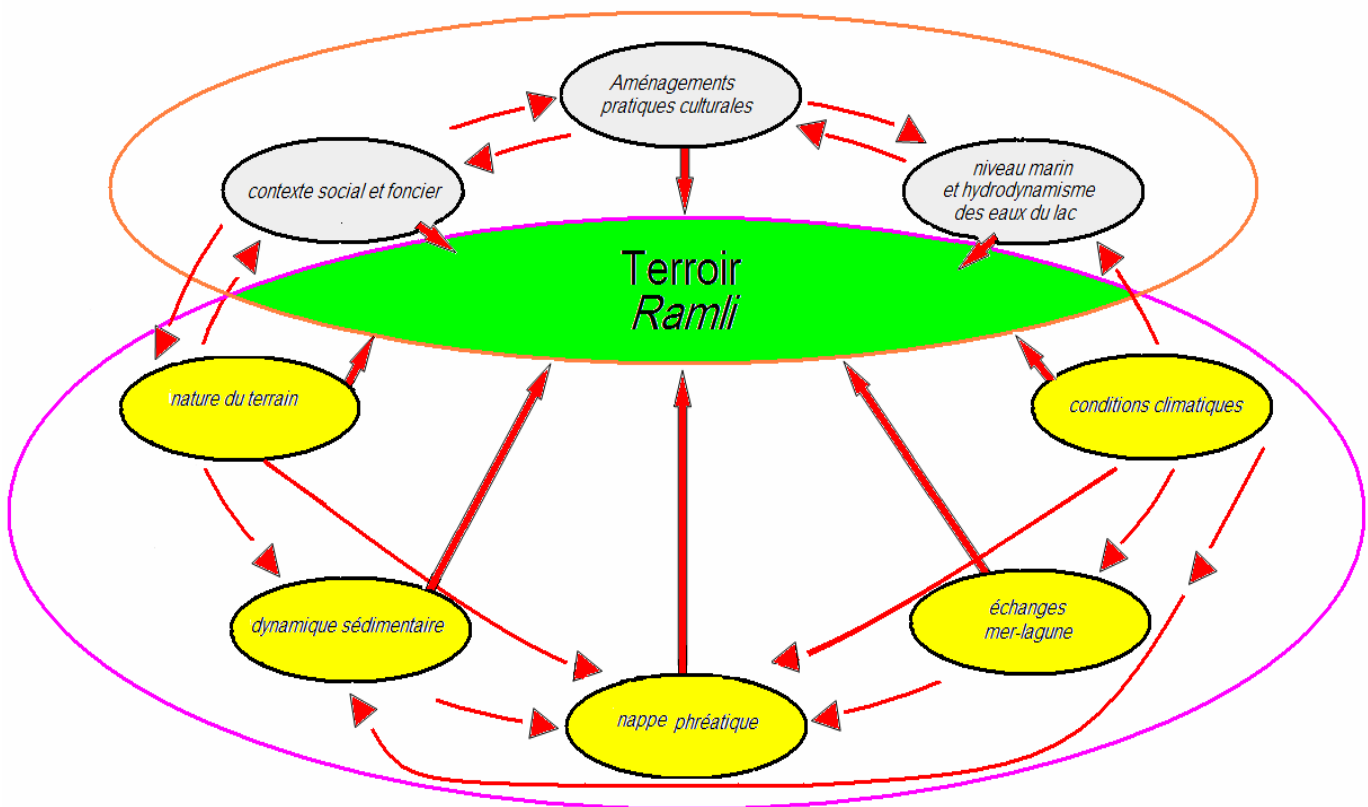 Aménagements
pratiques culturales
contexte social et foncier
niveau marin
et hydrodynamisme
des eaux du lac
Terroir
Ramli
nature du terrain
conditions climatiques
dynamique sédimentaire
échanges
mer-lagune
nappe phréatique